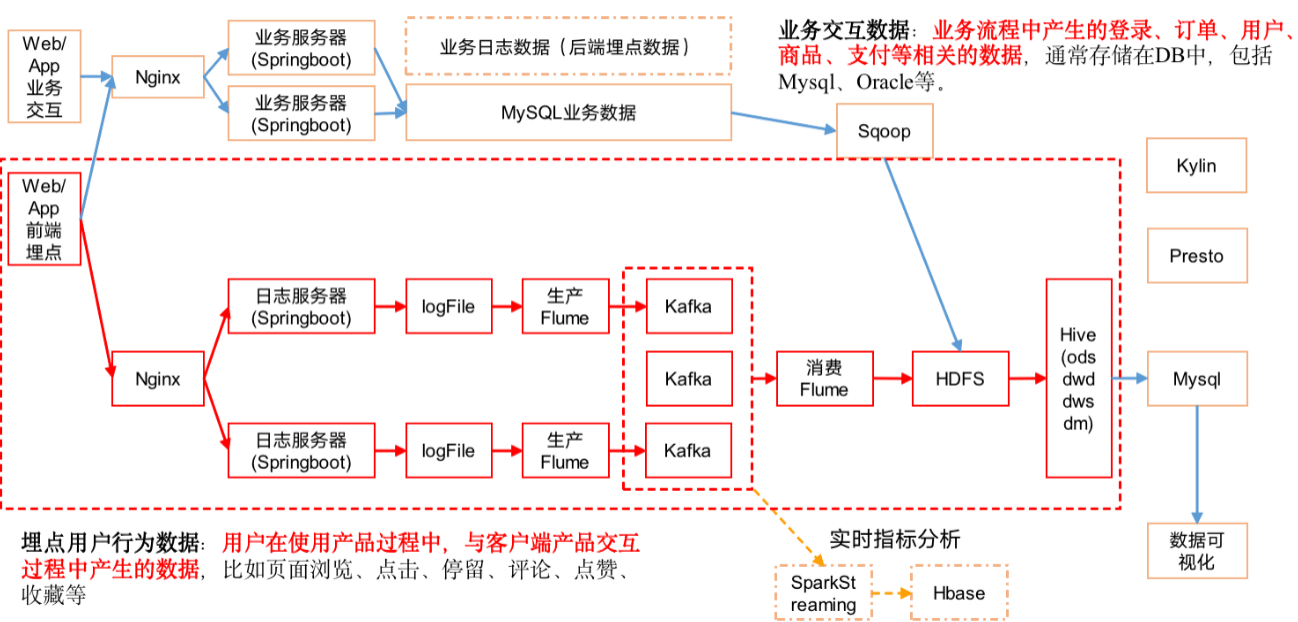 Web/
App
业务
交互
Nginx
业务服务器
(Springboot)
业务服务器
(Springboot)
业务日志数据（后端埋点数据）
MySQL业务数据
业务交互数据：业务流程中产生的登录、订单、用户、
商品、支付等相关的数据，通常存储在DB中，包括
Mysql、Oracle等。
Sqoop
Kylin
Presto
Web/
App
前端
埋点
Nginx
日志服务器
(Springboot)
logFile
生产
Flume
Kafka
Kafka
日志服务器
(Springboot)
logFile
生产
Flume
Kafka
消费
Flume
HDFS
Hive
(ods
dwd
dws
dm)
Mysql
数据可
视化
埋点用户行为数据：用户在使用产品过程中，与客户端产品交互
过程中产生的数据，比如页面浏览、点击、停留、评论、点赞、
收藏等
实时指标分析
SparkSt
reaming
Hbase